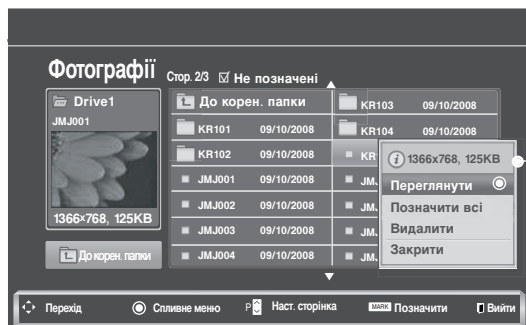 Фотографії Стор. 2/3 Не позначені
Drive1
JMJ001
1366x768, 125KB
До корен. папки
До корен. папки
KR101 09/10/2008
KR102 09/10/2008
JMJ001 09/10/2008
JMJ002 09/10/2008
JMJ003 09/10/2008
JMJ004 09/10/2008
KR103 09/10/2008
KR104 09/10/2008
KR
JM
JM
JM
JM
1366x768, 125KB
Переглянути
Позначити всі
Видалити
Закрити
Перехід Спливне меню P Наст. сторінка MARK Позначити Вийти